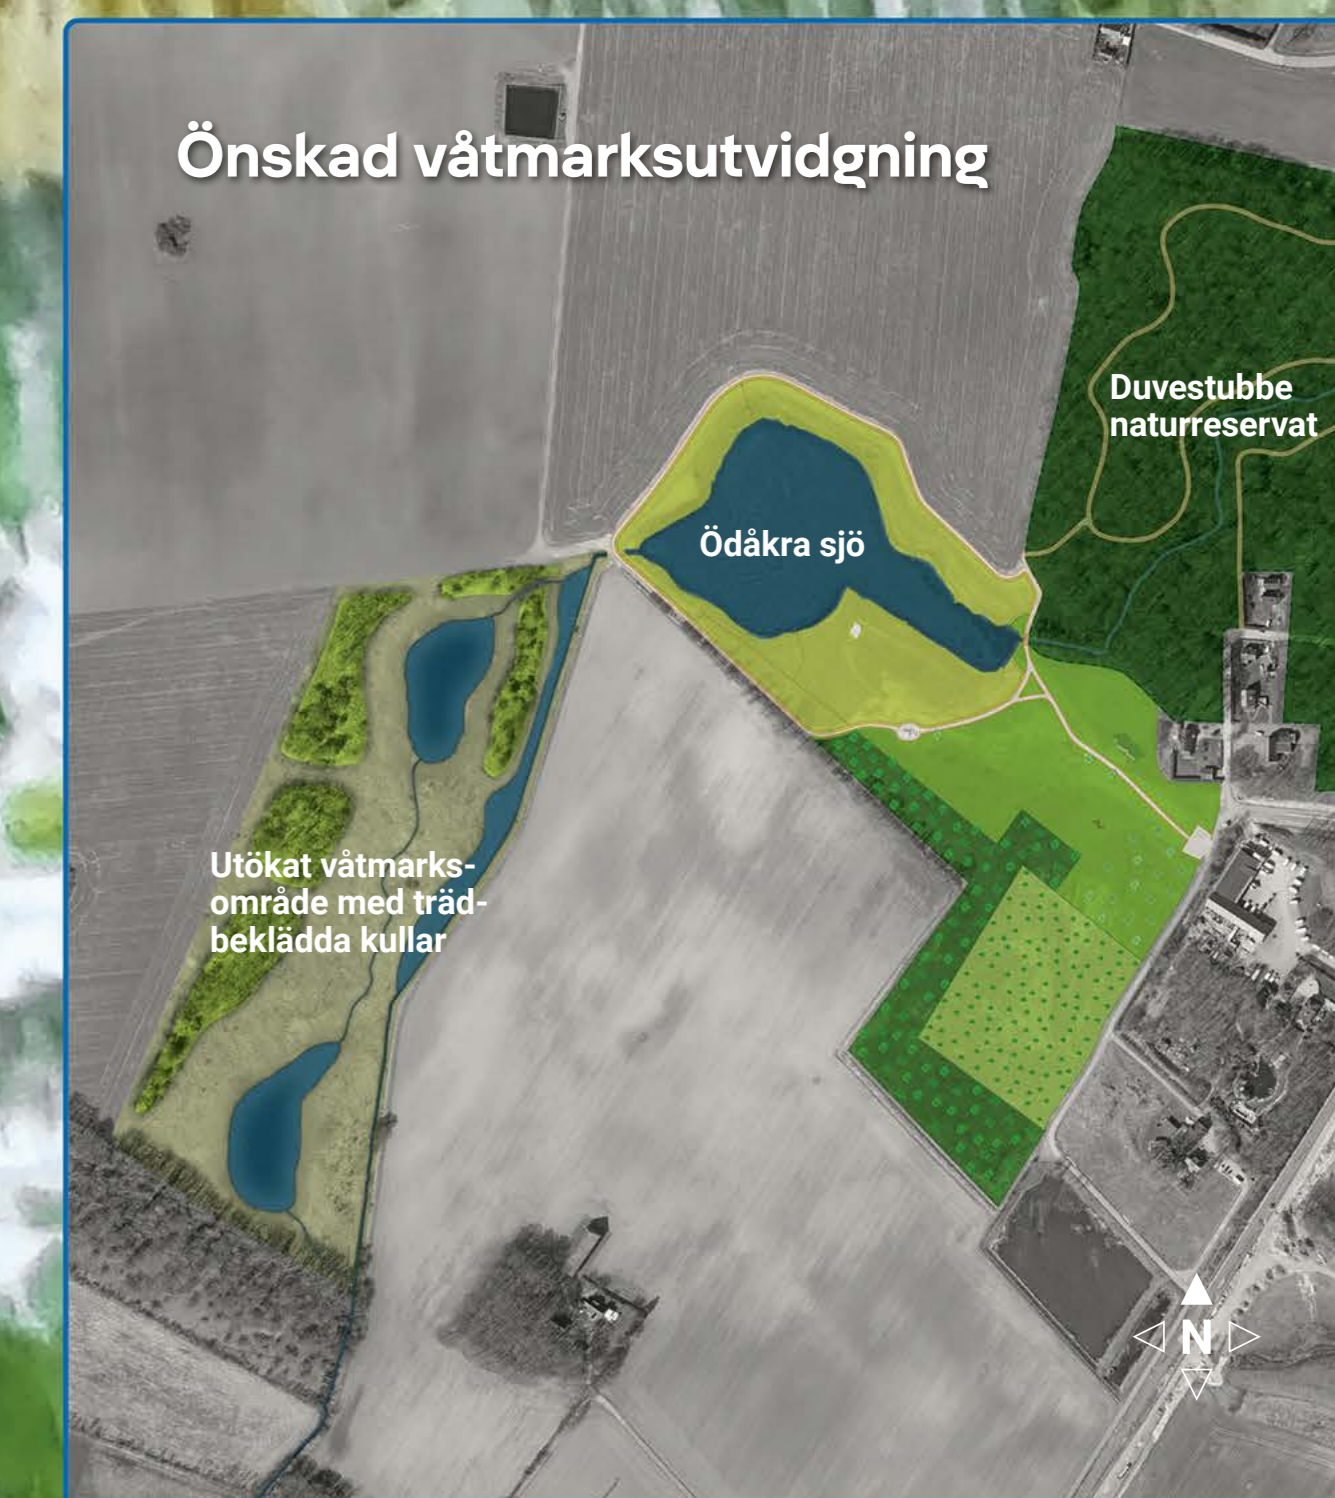 Önskad våtmarksutvidgning
Duvestubbe
naturreservat
Ödåkra sjö
Utökat våtmarks-
område med träd-
beklädda kullar
N